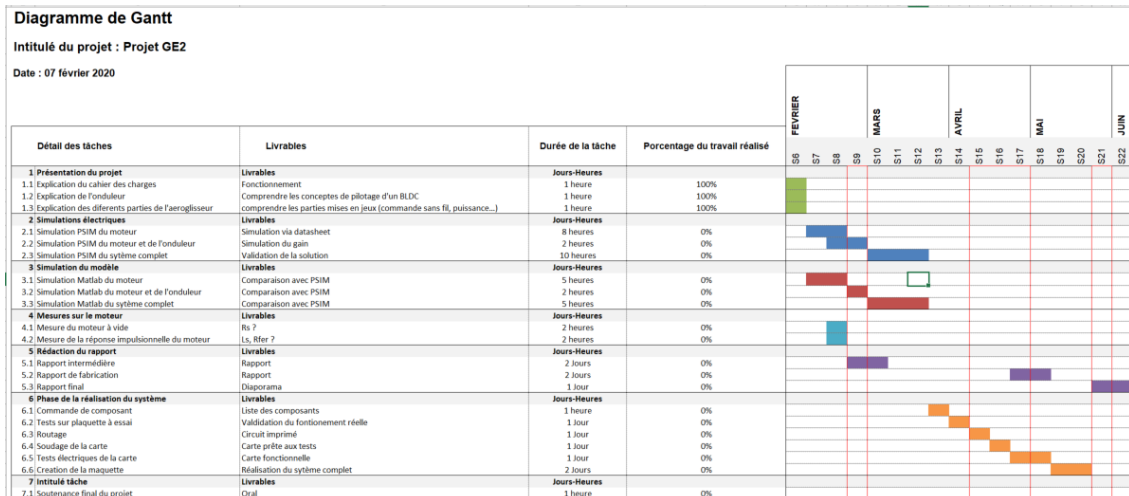 Diagramme de Gantt
Intitulé du projet : Projet GE2
Date : 07 février 2020
FEVRIER MARS AVRIL MAI JUIN
Détail des tâches Livrables Durée de la tâche Porcentage du travail réalisé S6 S7 S8 S9 S10 S11 S12 S13 S14 S15 S16 S17 S18 S19 S20 S21 S22
1 Présentation du projet Livrables Jours-Heures
1.1 Explication du cahier des charges Fonctionnement 1 heure 100%
1.2 Explication de l'onduleur Comprendre les conceptes de pilotage d'un BLDC 1 heure 100%
1.3 Explication des diferents parties de l'aeroglisseur comprendre les parties mises en jeux (commande sans fil, puissance...) 1 heure 100%
2 Simulations électriques Livrables Jours-Heures
2.1 Simulation PSIM du moteur Simulation via datasheet 8 heures 0%
2.2 Simulation PSIM du moteur et de l'onduleur Simulation du gain 2 heures 0%
2.3 Simulation PSIM du sytème complet Validation de la solution 10 heures 0%
3 Simulation du modèle Livrables Jours-Heures
3.1 Simulation Matlab du moteur Comparaison avec PSIM 5 heures 0%
3.2 Simulation Matlab du moteur et de l'onduleur Comparaison avec PSIM 2 heures 0%
3.3 Simulation Matlab du sytème complet Comparaison avec PSIM 5 heures 0%
4 Mesures sur le moteur Livrables Jours-Heures
4.1 Mesure du moteur à vide Rs ? 2 heures 0%
4.2 Mesure de la réponse impulsionnelle du moteur Ls, Rfer ? 2 heures 0%
5 Rédaction du rapport Livrables Jours-Heures
5.1 Rapport intermédière Rapport 2 Jours 0%
5.2 Rapport de fabrication Rapport 2 Jours 0%
5.3 Rapport final Diaporama 1 Jour 0%
6 Phase de la réalisation du système Livrables Jours-Heures
6.1 Commande de composant Liste des composants 1 heure 0%
6.2 Tests sur plaquette à essai Valdidation du fontionement réelle 1 Jour 0%
6.3 Routage Circuit imprimé 1 Jour 0%
6.4 Soudage de la carte Carte prête aux tests 1 Jour 0%
6.5 Tests électriques de la carte Carte fonctionnelle 1 Jour 0%
6.6 Creation de la maquette Réalisation du sytème complet 2 Jours 0%
7 Intitulé tâche Livrables Jours-Heures
7.1 Soutenance final du projet Oral 1 heure 0%